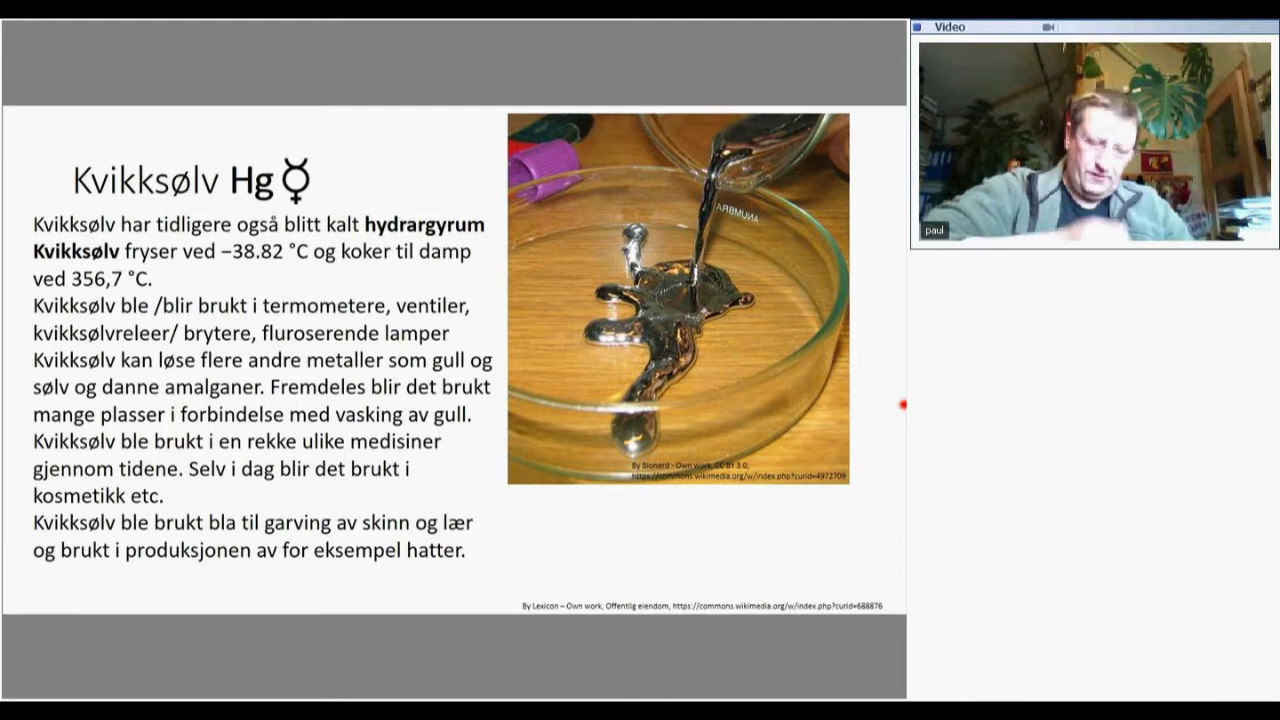 Kvikksølv Hg☿
Kvikksølv har tidligere også blitt kalt hydrargyrum
Kvikksølv fryser ved −38.82 °C og koker til damp
ved 356,7 °C.
Kvikksølv ble /blir brukt i termometere, ventiler,
kvikksølvreleer/ brytere, fluroserende lamper
Kvikksølv kan løse flere andre metaller som gull og
sølv og danne amalganer. Fremdeles blir det brukt
mange plasser i forbindelse med vasking av gull.
Kvikksølv ble brukt i en rekke ulike medisiner
gjennom tidene. Selv i dag blir det brukt i
kosmetikk etc.
Kvikksølv ble brukt bla til garving av skinn og lær
og brukt i produksjonen av for eksempel hatter.
ANUMBRA
By Bionerd - Own work, CC BY 3.0,
https://commons.wikimedia.org/w/index.php?curid=4972709
By Lexicon – Own work, Offentlig eiendom, https://commons.wikimedia.org/w/index.php?curid=688876
Video
paul